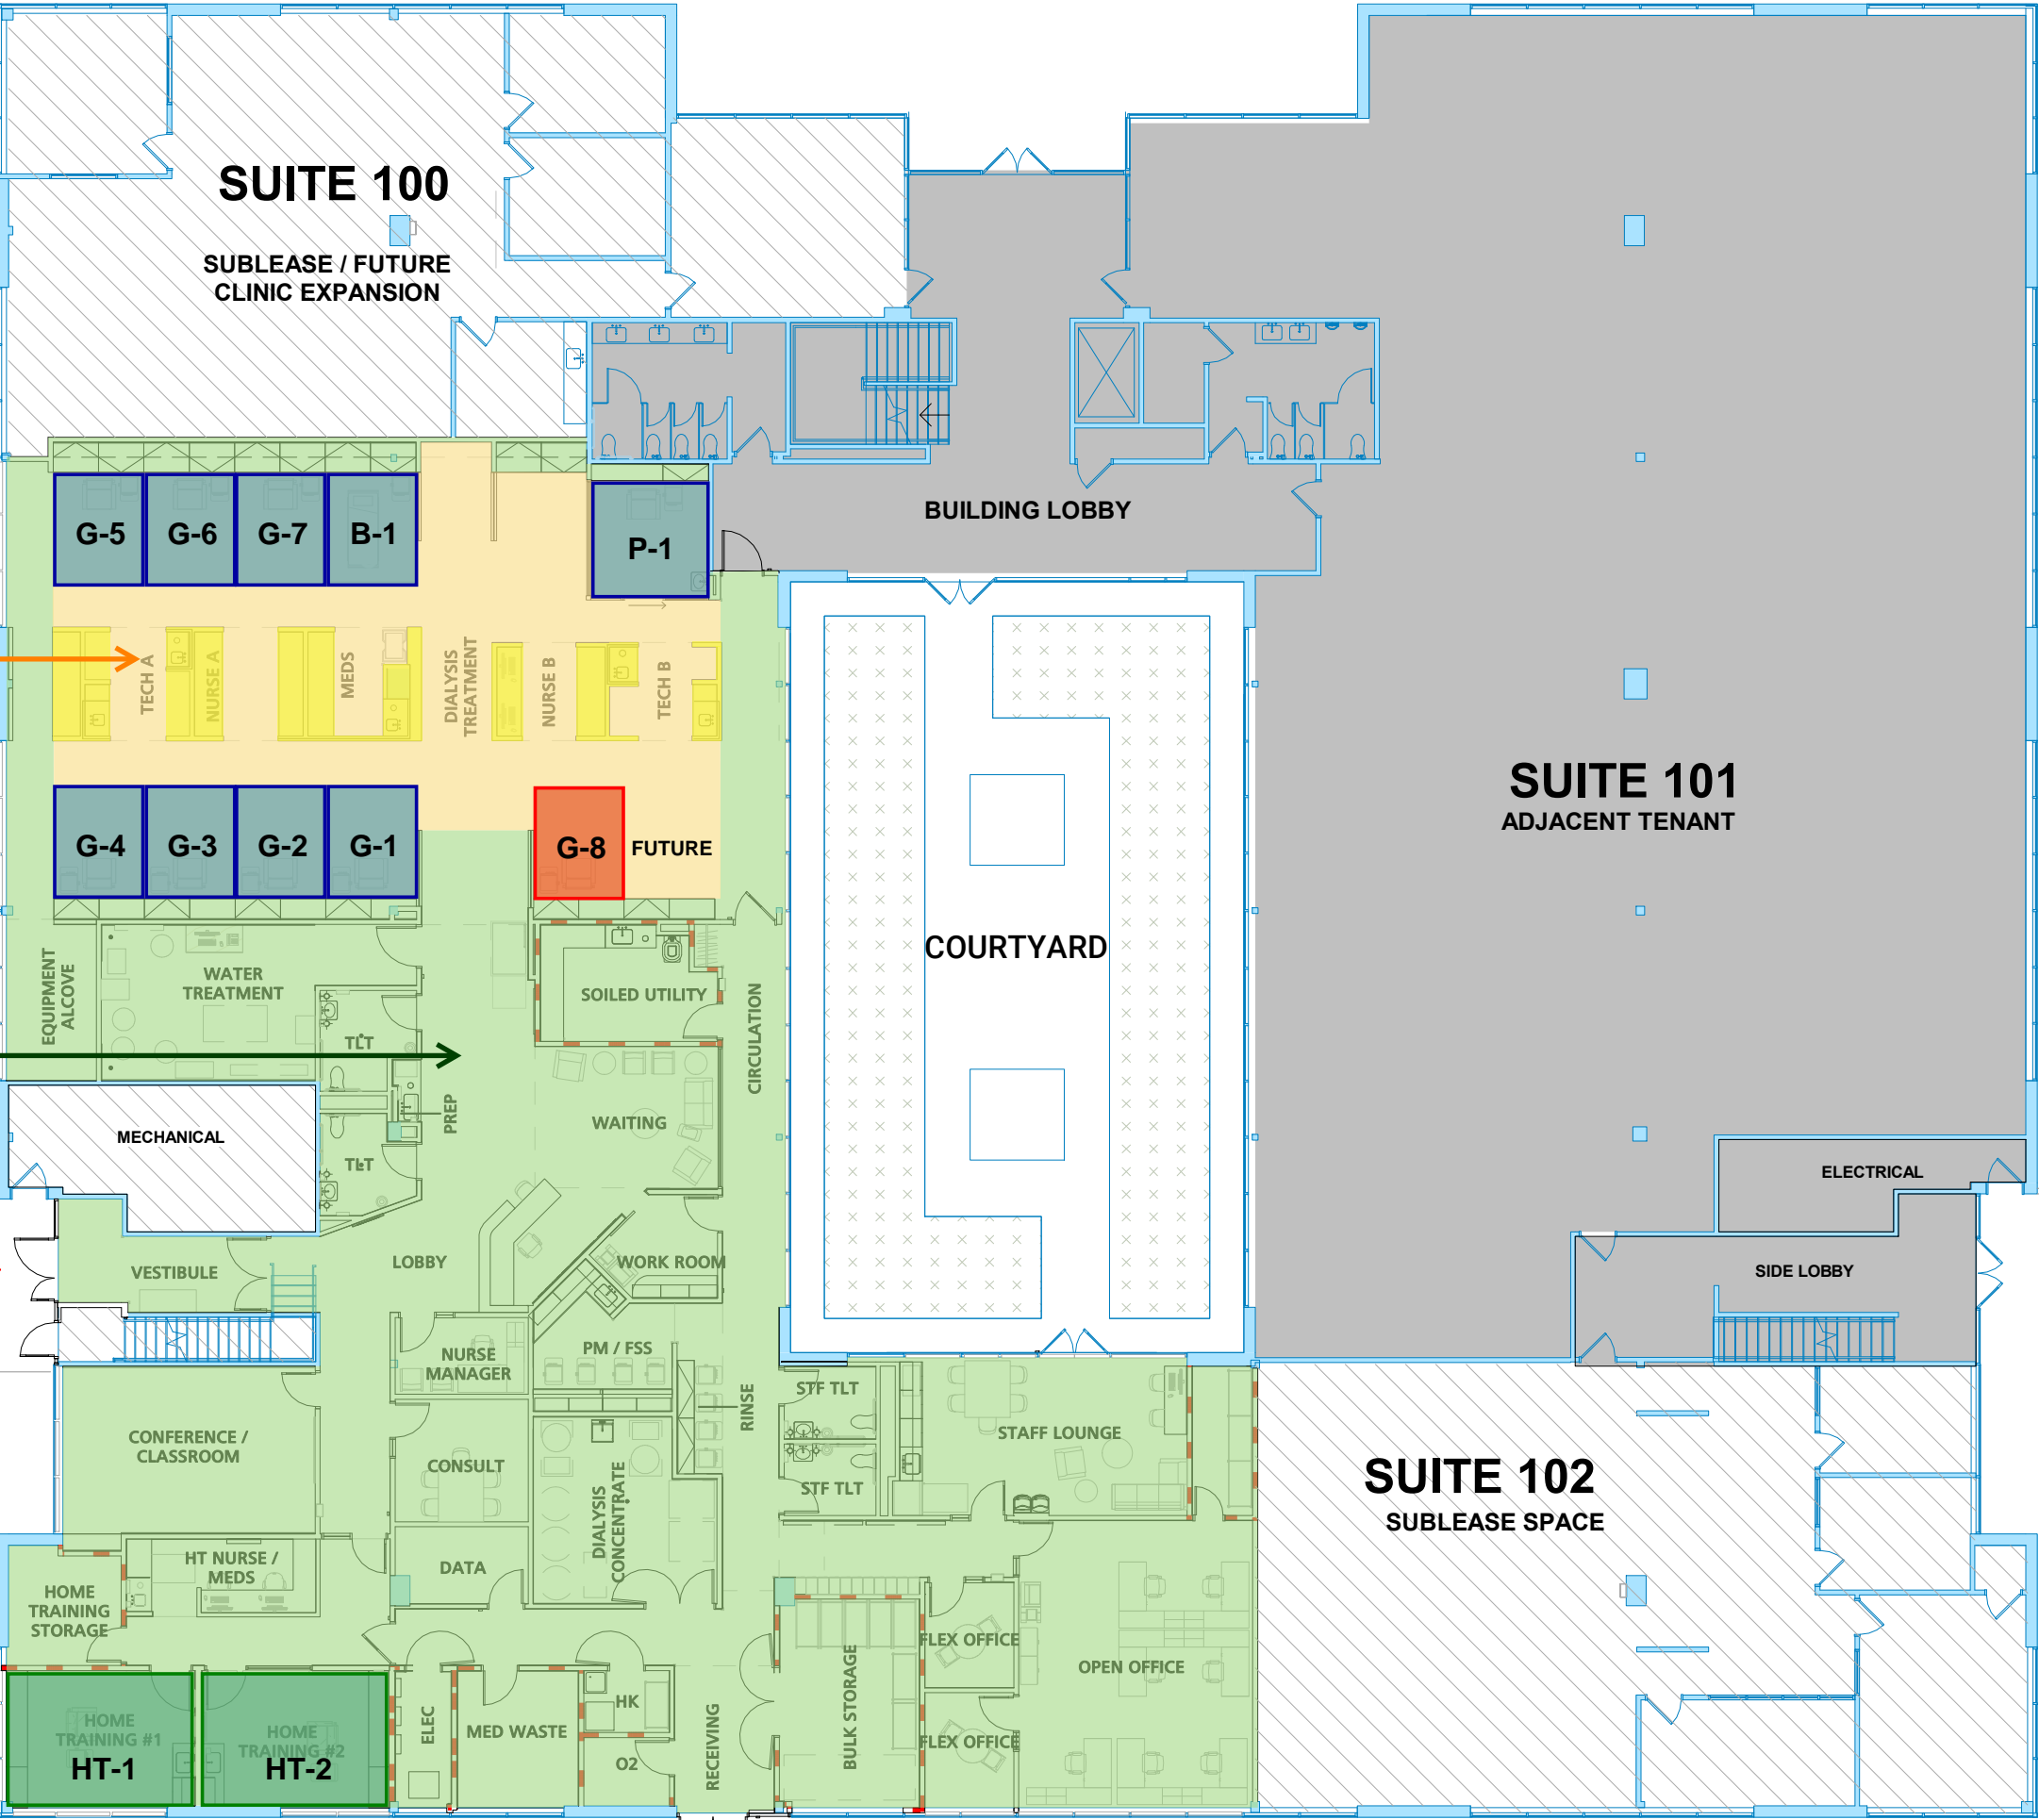 SUITE 100
SUBLEASE / FUTURE
CLINIC EXPANSION
BUILDING LOBBY
G-5
G-6
G-7
B-1
P-1
TECH A
NURSE A
MEDS
DIALYSIS
TREATMENT
NURSE B
TECH B
SUITE 101
ADJACENT TENANT
G-4
G-3
G-2
G-1
G-8
FUTURE
COURTYARD
EQUIPMENT
ALCOVE
WATER
TREATMENT
SOILED UTILITY
CIRCULATION
TLT
PREP
WAITING
MECHANICAL
TLT
ELECTRICAL
VESTIBULE
LOBBY
WORK ROOM
SIDE LOBBY
NURSE
MANAGER
PM / FSS
RINSE
STF TLT
STAFF LOUNGE
CONFERENCE /
CLASSROOM
CONSULT
DIALYSIS
CONCENTRATE
STF TLT
SUITE 102
SUBLEASE SPACE
HT NURSE /
MEDS
DATA
HOME
TRAINING
STORAGE
FLEX OFFICE
OPEN OFFICE
BULK STORAGE
HOME
TRAINING #1
HT-1
HOME
TRAINING #2
HT-2
ELEC
MED WASTE
HK
O2
RECEIVING
FLEX OFFICE